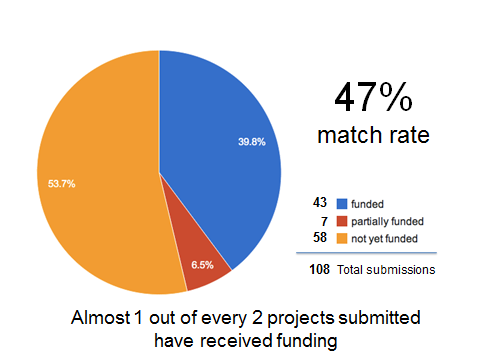 47%
match rate
39.8%
53.7%
6.5%
43 funded
7 partially funded
58 not yet funded
108 Total submissions
Almost 1 out of every 2 projects submitted
have received funding